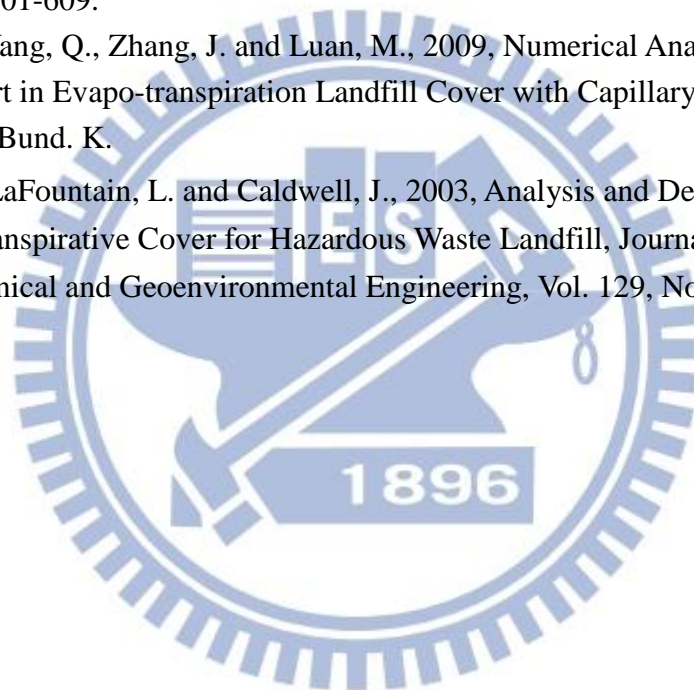 01-609.
ang, Q., Zhang, J. and Luan, M., 2009, Numerical Ana
rt in Evapo-transpiration Landfill Cover with Capillary
Bund. K.
LaFountain, L. and Caldwell, J., 2003, Analysis and De
anspirative Cover for Hazardous Waste Landfill, Journa
nical and Geoenvironmental Engineering, Vol. 129, No
ES
1896